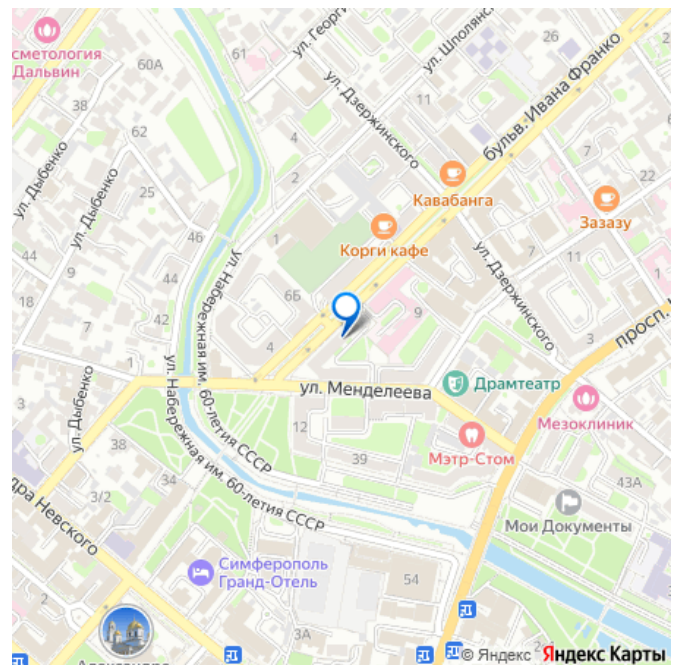 сметология
Дальвин
60А
38
62
ул. Дыбенко
ул. Дыбенко
25
46
44
44
9
18
7
42
3
ул. Дыбенко
38
3/2
дра Невского
ул. Георги
ул. Шполянс
26
ул. Дзержинского
11
4
2
бульв. Ивана Франко
Кавабанга
22
7
Зазазу
Корги кафе
ул. Набережная им. 60-летия СССР
6Б
4
ул. Дзержинского
7
11
11
1
9
просп.
ул. Менделеева
Драмтеатр
Мезоклиник
12
39
Мэтр-Стом
43А
ул. Набережная им. 60-летия СССР
Мои Документы
Симферополь
Гранд-Отель
54
3А
2
Александра
© Яндекс Яндекс Карты